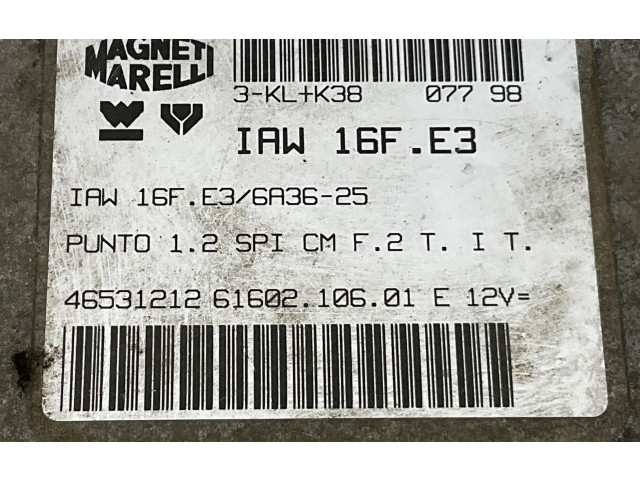 MAGNETI
MARELLI
3-KL+K38 077 98
IAW 16F.E3
IAW 16F.E3/6A36-25
PUNTO 1.2 SPI CM F.2 T. I T.
46531212 61602.106.01 E 12V=